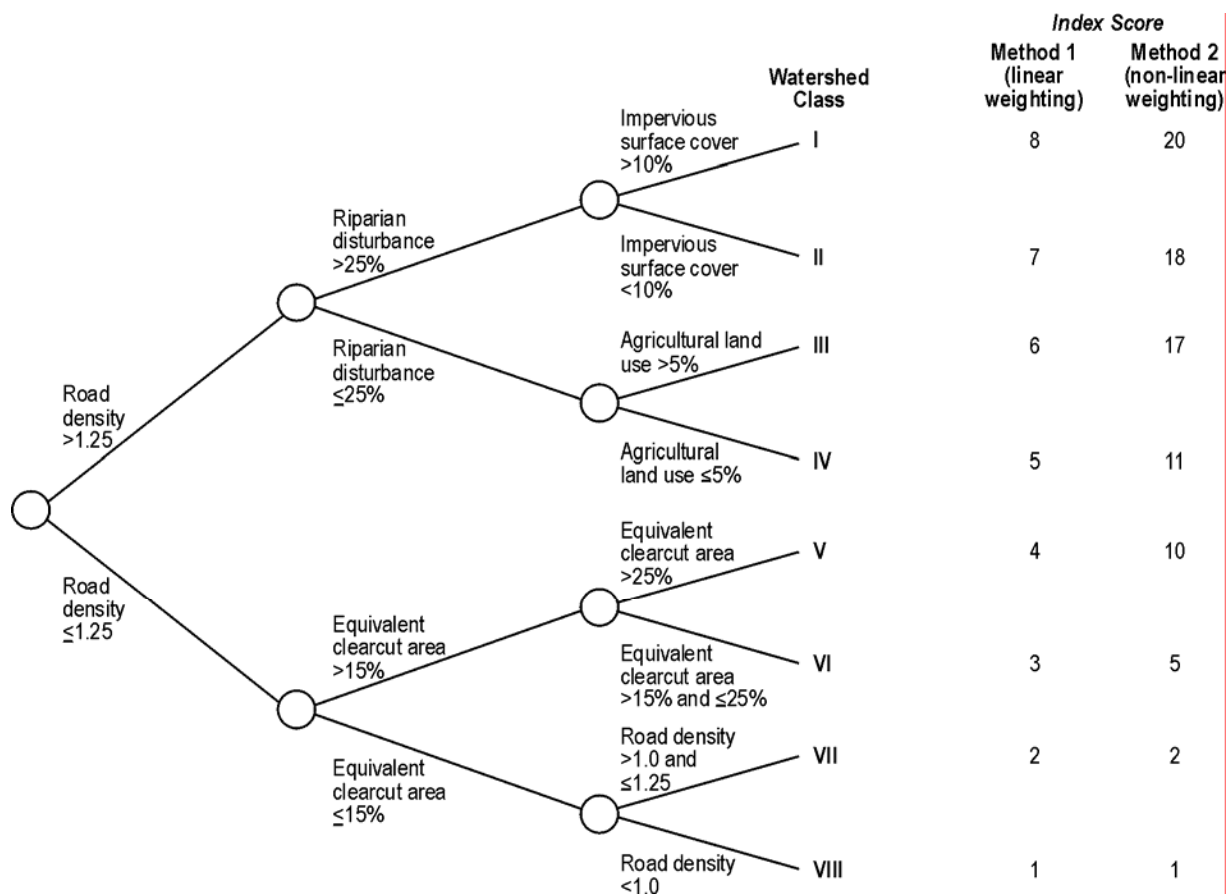 Index Score
Method 1
(linear
weighting)
Method 2
(non-linear
weighting)
Watershed
Class
Impervious
surface cover
>10%
I
8
20
Riparian
disturbance
>25%
Impervious
surface cover
<10%
II
7
18
Riparian
disturbance
≤25%
Agricultural land
use >5%
III
6
17
Road
density
>1.25
Agricultural
land use ≤5%
IV
5
11
Equivalent
clearcut area
>25%
V
4
10
Road
density
≤1.25
Equivalent
clearcut area
>15%
Equivalent
clearcut area
>15% and ≤25%
VI
3
5
Road density
>1.0 and
≤1.25
VII
2
2
Equivalent
clearcut area
≤15%
Road density
<1.0
VIII
1
1